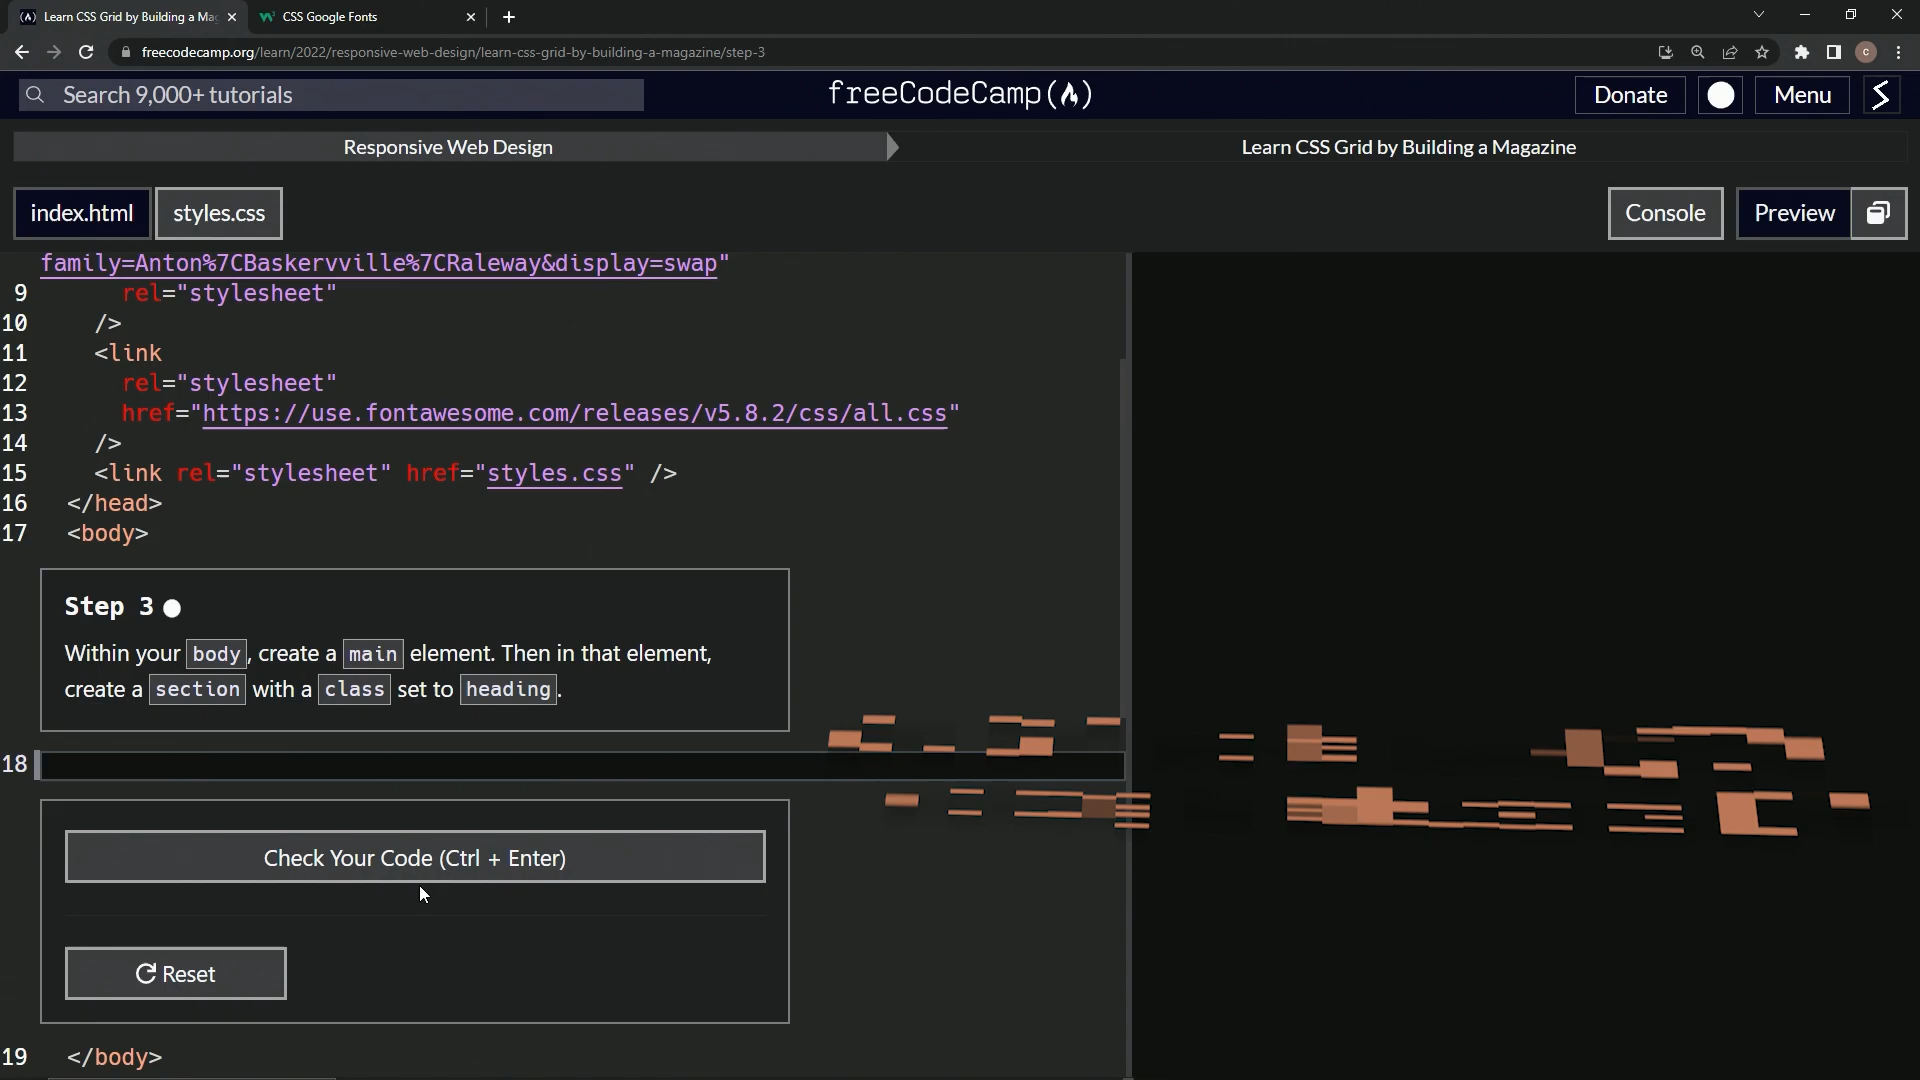 Learn CSS Grid by Building a Mag
CSS Google Fonts
freecodecamp.org/learn/2022/responsive-web-design/learn-css-grid-by-building-a-magazine/step-3
C
Search 9,000+ tutorials
freeCodeCamp
Donate
Menu
Responsive Web Design
Learn CSS Grid by Building a Magazine
index.html
styles.css
Console
Preview
family=Anton%7CBaskervville%7CRaleway&display=swap"
9 rel="stylesheet"
10 />
11 <link
12 rel="stylesheet"
13 href="https://use.fontawesome.com/releases/v5.8.2/css/all.css"
14 />
15 <link rel="stylesheet" href="styles.css" />
16 </head>
17 <body>
Step 3
Within your body, create a main element. Then in that element,
create a section with a class set to heading.
18
Check Your Code (Ctrl + Enter)
Reset
19 </body>